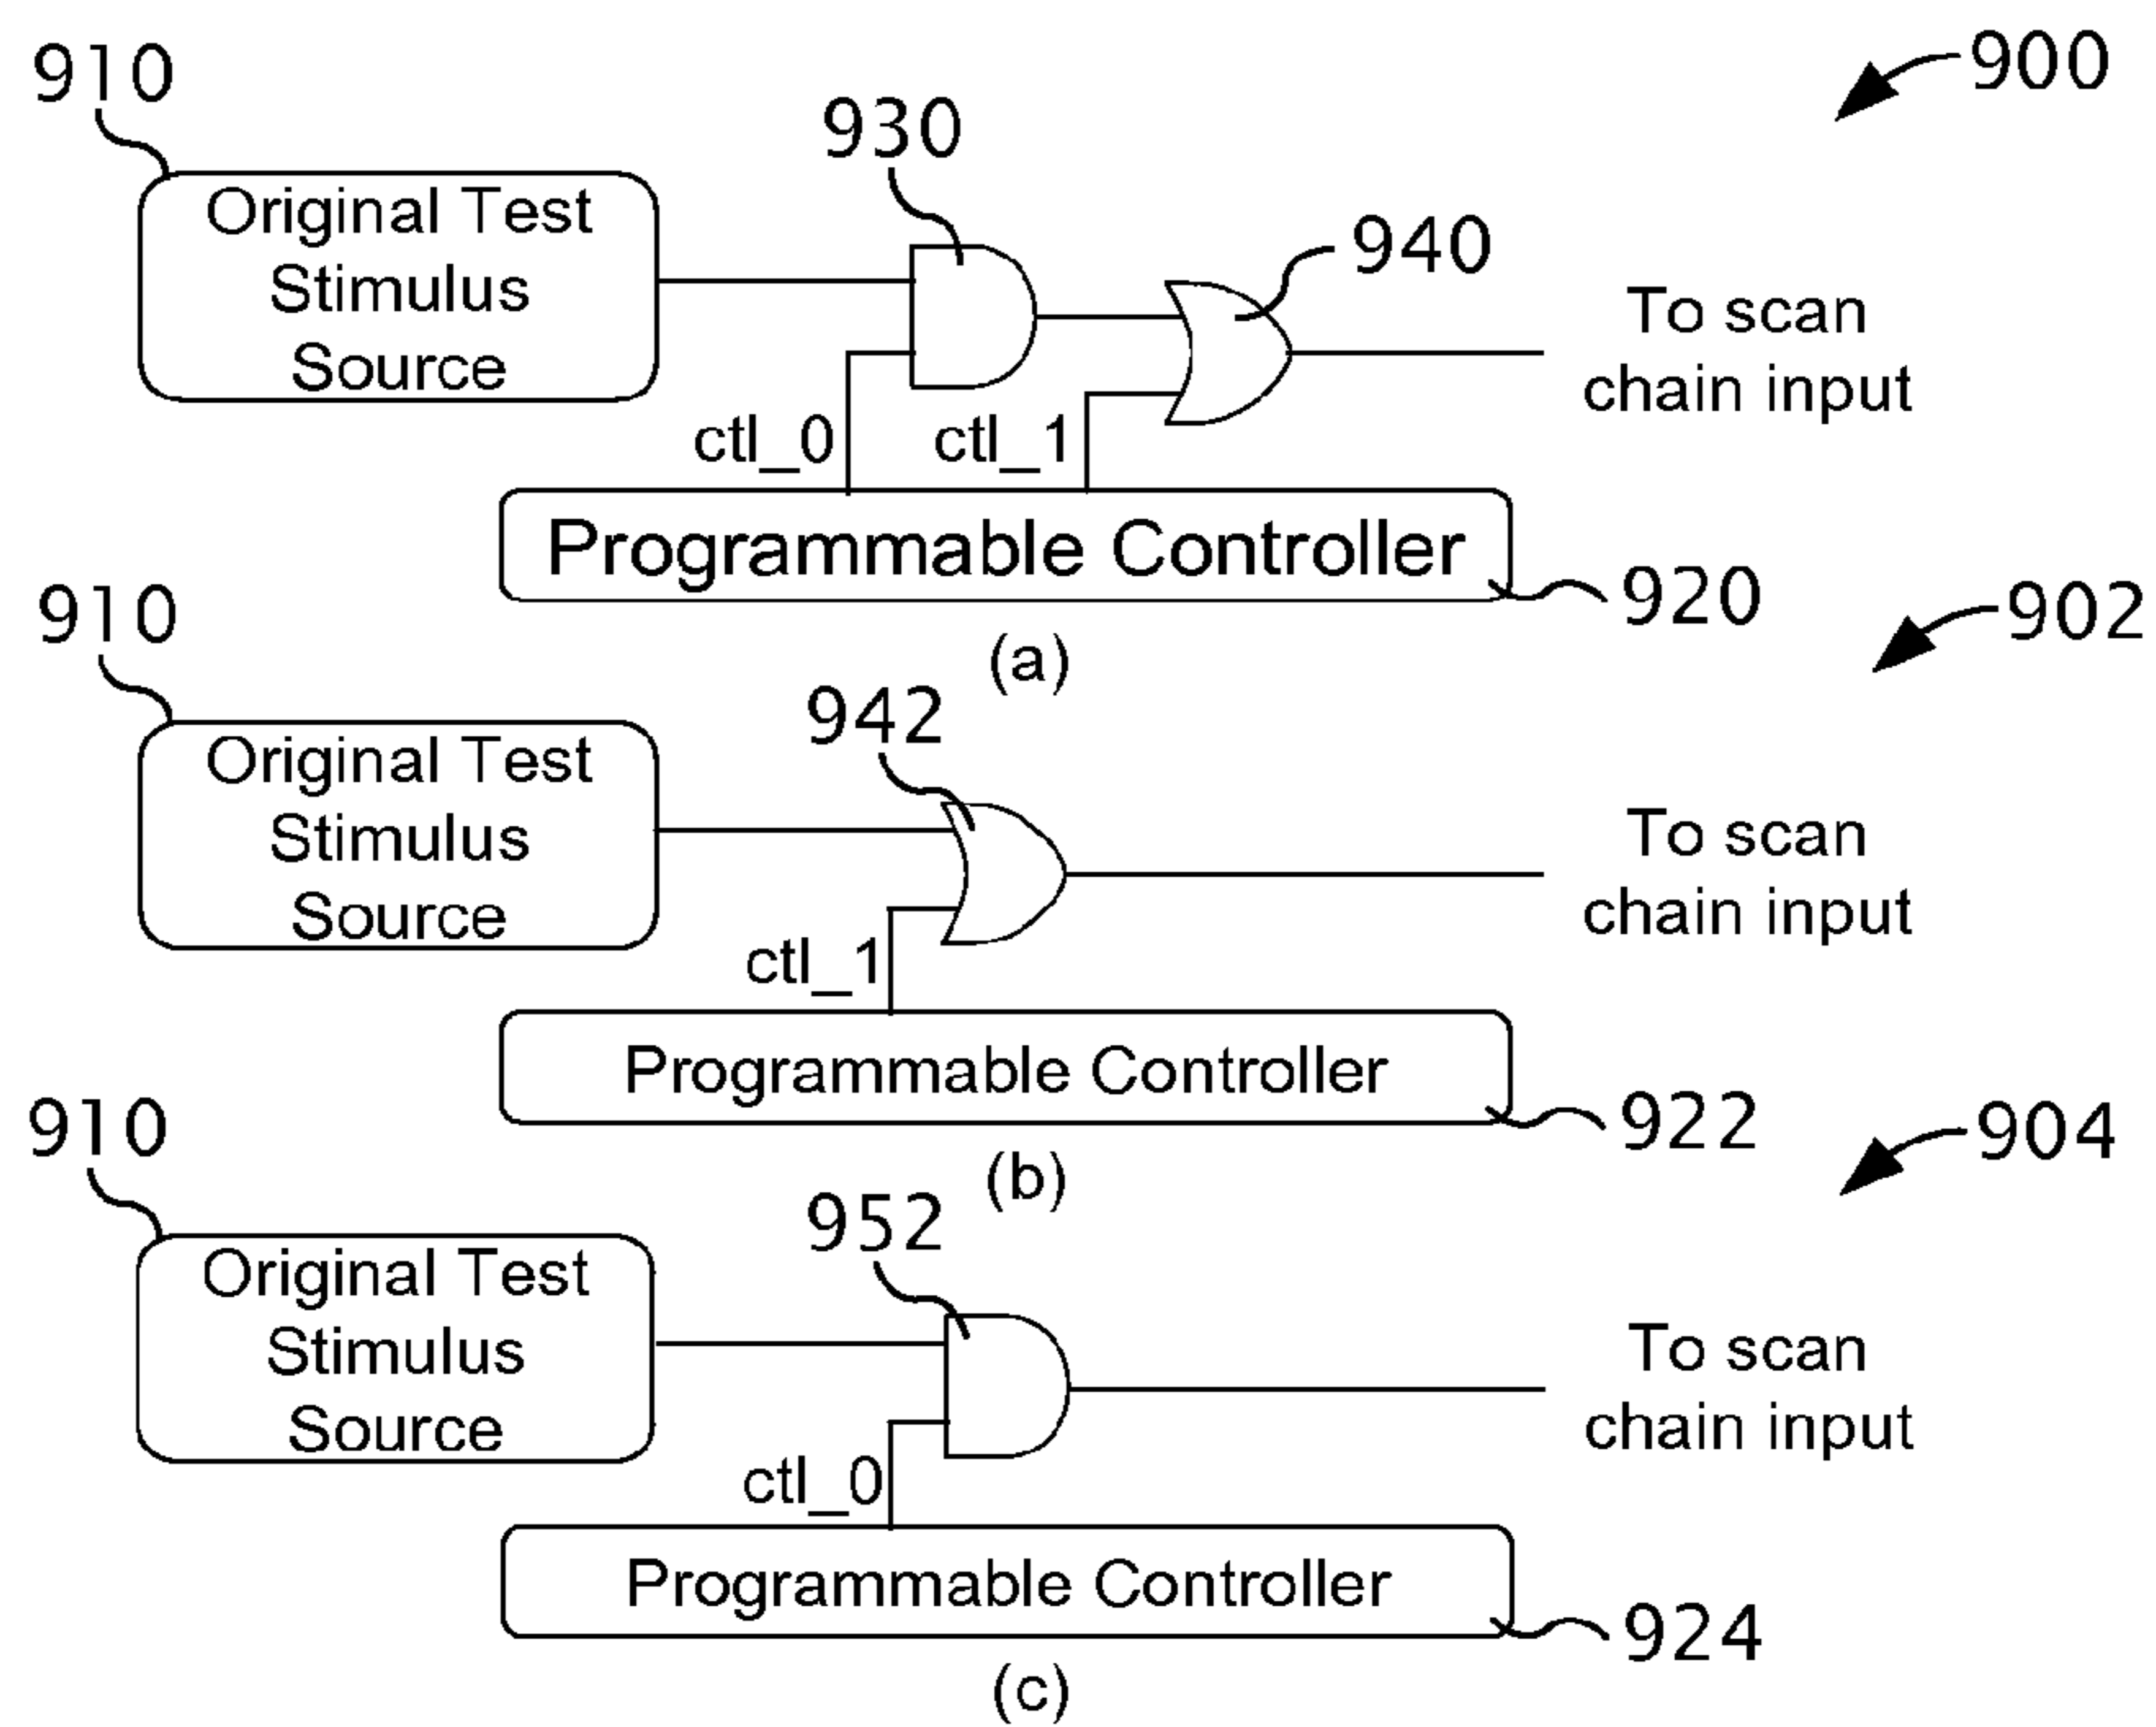 900
910
930
Original Test
Stimulus
Source
940
To scan
chain input
ctl_0
ctl_1
Programmable Controller
920
(a)
902
910
942
Original Test
Stimulus
Source
To scan
chain input
ctl_1
Programmable Controller
922
(b)
904
910
952
Original Test
Stimulus
Source
To scan
chain input
ctl_0
Programmable Controller
924
(c)